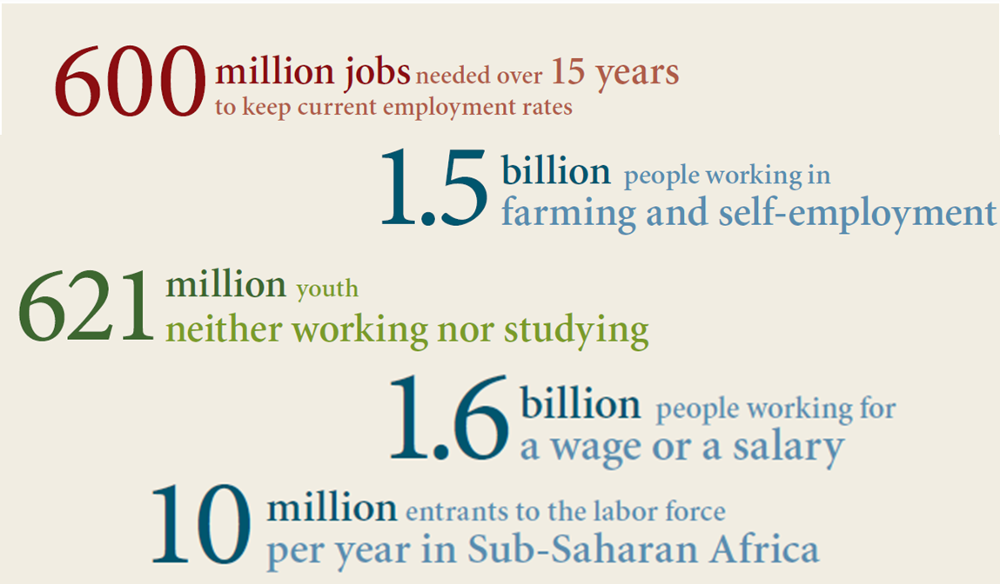 600 million jobs needed over 15 years
to keep current employment rates
1.5 billion people working in
farming and self-employment
621 million youth
neither working nor studying
1.6 billion people working for
a wage or a salary
10 million entrants to the labor force
per year in Sub-Saharan Africa